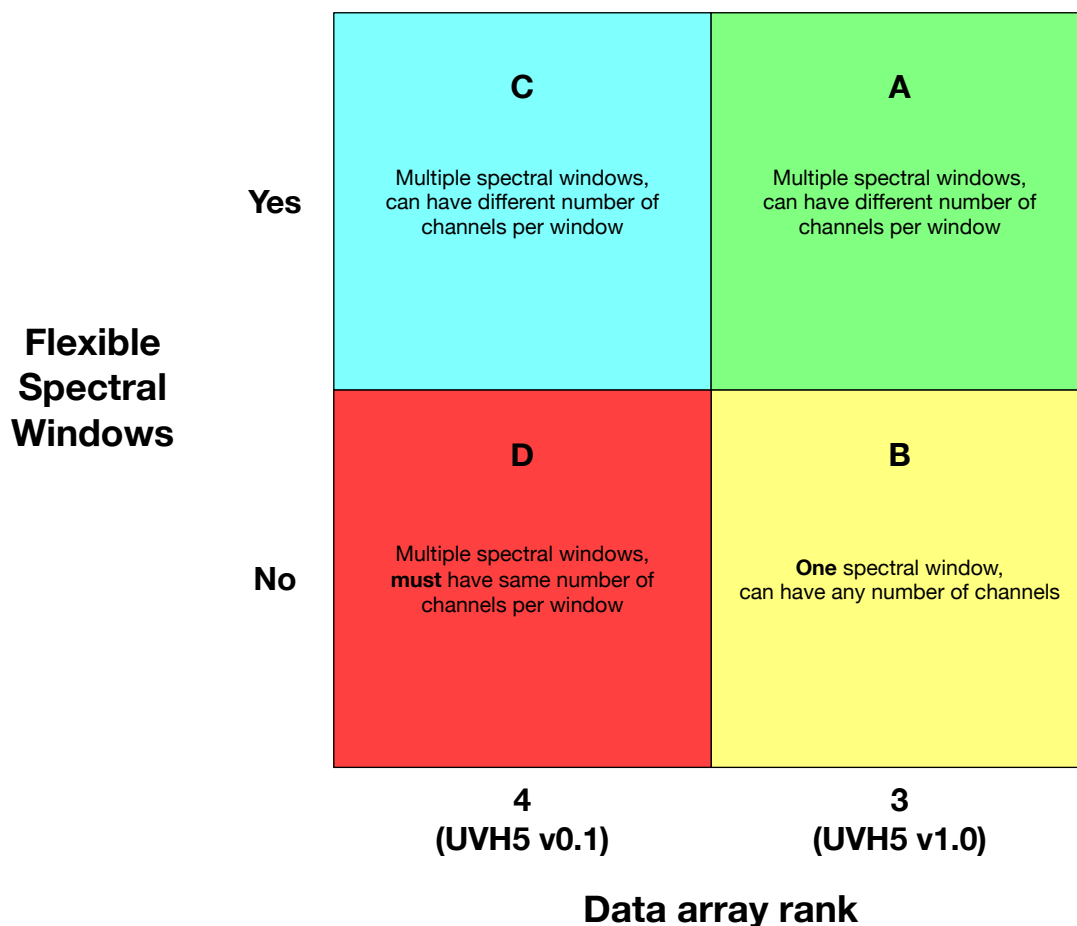 C
Multiple spectral windows,
can have different number of
channels per window
A
Multiple spectral windows,
can have different number of
channels per window
Yes
Flexible
Spectral
Windows
D
Multiple spectral windows,
must have same number of
channels per window
B
One spectral window,
can have any number of channels
No
4
(UVH5 v0.1)
3
(UVH5 v1.0)
Data array rank